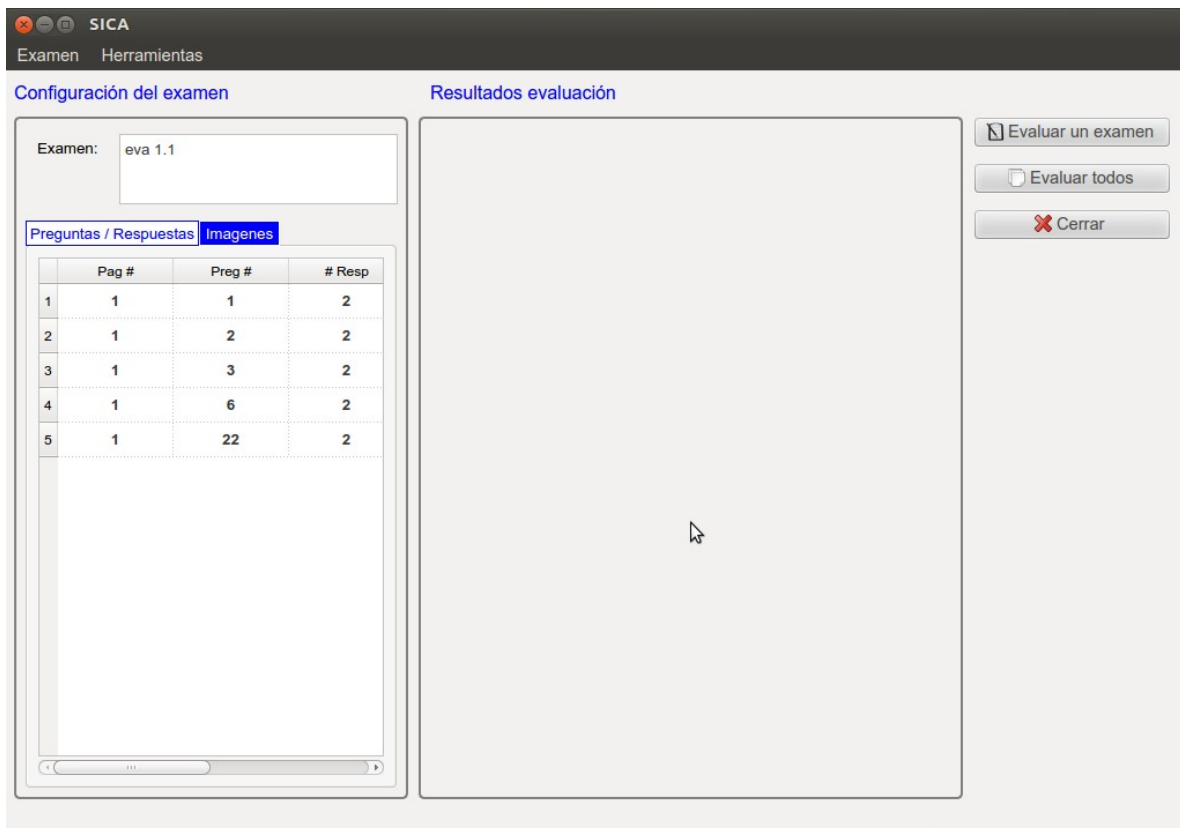 SICA
Examen Herramientas
Configuración del examen
Resultados evaluación
Examen: eva 1.1
Evaluar un examen
Evaluar todos
Cerrar
Preguntas / Respuestas Imagenes
Pag # Preg # # Resp
1 1 1 2
2 1 2 2
3 1 3 2
4 1 6 2
5 1 22 2